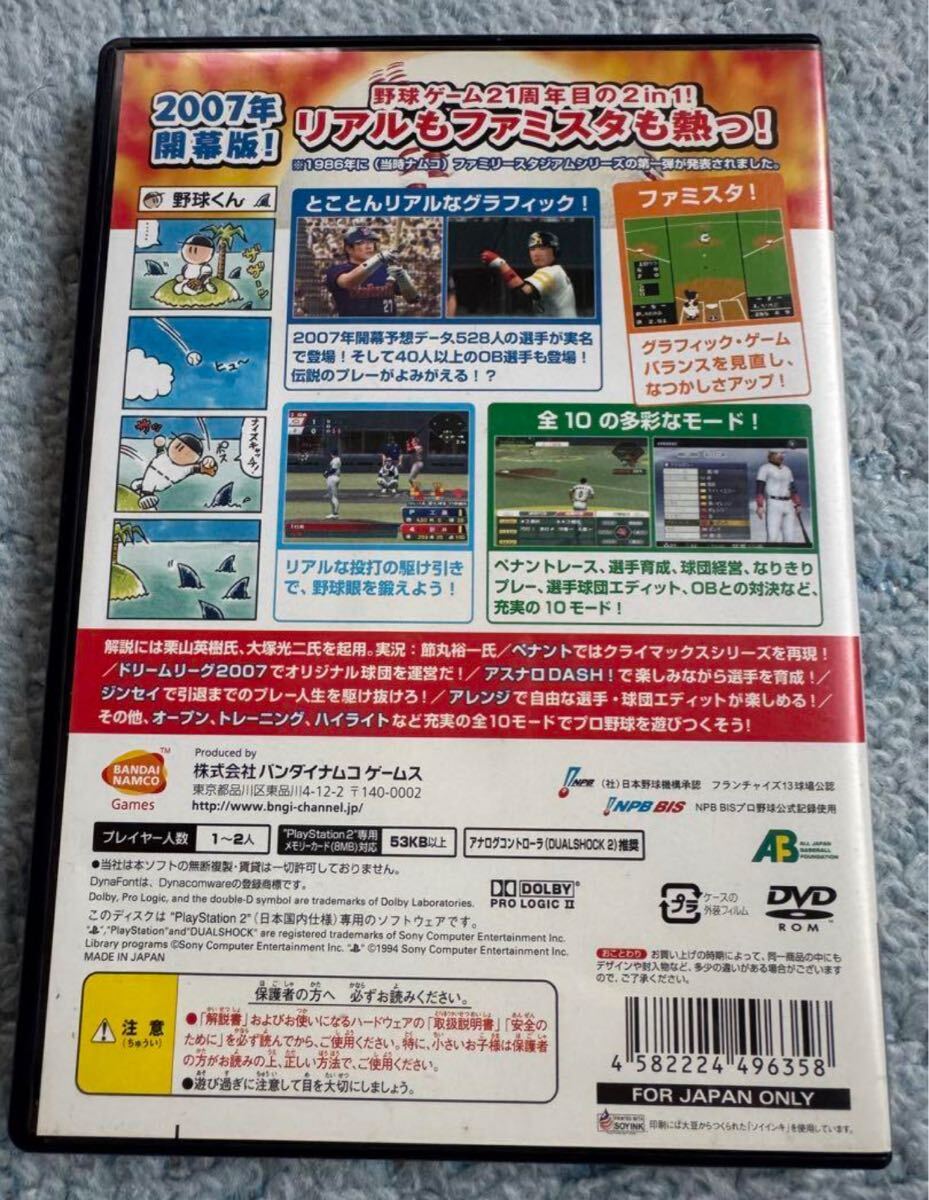 2007年
開幕版!
野球ゲーム21周年目の2in1!
リアルもファミスタも熱っ!
※1986年に(当時ナムコ)ファミリースタジアムシリーズの第一弾が発表されました。
野球くん
ザザーン
ヒュ〜
ナイスキャッチ!
とことんリアルなグラフィック!
2007年開幕予想データ、528人の選手が実名
で登場!そして40人以上のOB選手も登場!
伝説のプレーがよみがえる!?
ファミスタ!
グラフィック・ゲーム
バランスを見直し、
なつかしさアップ!
リアルな投打の駆け引き
で、野球眼を鍛えよう!
全10の多彩なモード!
ペナントレース、選手育成、球団経営、なりきり
プレー、選手球団エディット、OBとの対決など、
充実の10モード!
解説には栗山英樹氏、大塚光二氏を起用。実況:節丸裕一氏/ペナントではクライマックスシリーズを再現!
/ドリームリーグ2007でオリジナル球団を運営だ!/アスナロDASH!で楽しみながら選手を育成!/
ジンセイで引退までのプレー人生を駆け抜けろ!/アレンジで自由な選手・球団エディットが楽しめる!/
その他、オープン、トレーニング、ハイライトなど充実の全10モードでプロ野球を遊びつくそう!
BANDAI NAMCO Games TM
Produced by
株式会社 バンダイナムコ ゲームス
東京都品川区東品川4-12-2 〒140-0002
http://www.bngi-channel.jp/
NPB (社)日本野球機構承認 フランチャイズ13球場公認
NPB BIS NPB BISプロ野球公式記録使用
プレイヤー人数 1〜2人
"PlayStation 2"専用 メモリーカード(8MB)対応 53KB以上
アナログコントローラ(DUALSHOCK 2)推奨
AB ALL JAPAN BASEBALL FOUNDATION
●当社は本ソフトの無断複製・賃貸は一切許可しておりません。
DynaFontは、Dynacomwareの登録商標です。
Dolby, Pro Logic, and the double-D symbol are trademarks of Dolby Laboratories.
DOLBY PRO LOGIC II
このディスクは "PlayStation 2" (日本国内仕様) 専用のソフトウェアです。
"PlayStation" and "DUALSHOCK" are registered trademarks of Sony Computer Entertainment Inc.
Library programs ©Sony Computer Entertainment Inc. ©1994 Sony Computer Entertainment Inc.
MADE IN JAPAN
プラ ケースの 外装フィルム
DVD ROM
おことわり お買い上げの時期によって、同一商品の中にも
デザインや封入物など、多少の違いがある場合がございます
ので、ご了承ください。
注意
(ちゅうい)
保護者の方へ 必ずお読みください。
●「解説書」およびお使いになるハードウェアの「取扱説明書」「安全の
ために」を必ず読んでから、ご使用ください。特に、小さいお子様は保護者
の方がお読みの上、正しい方法で、ご使用ください。
●遊び過ぎに注意して目を大切にしましょう。
4 582224 496358
FOR JAPAN ONLY
PRINTED WITH SOYINK
印刷には大豆からつくられた「ソイインキ」を使用しています。